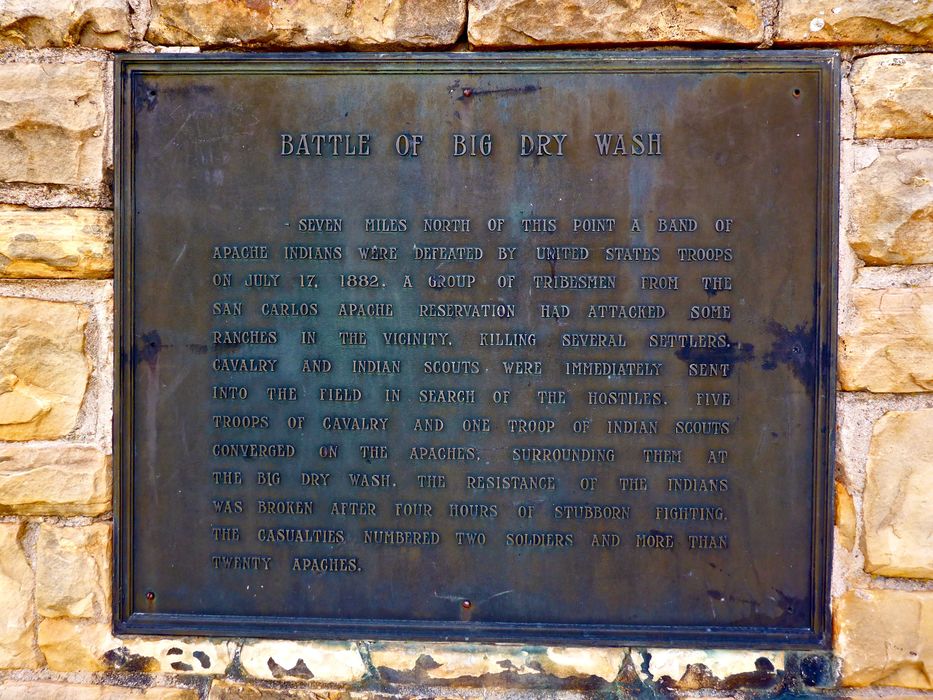 BATTLE OF BIG DRY WASH
SEVEN MILES NORTH OF THIS POINT A BAND OF
APACHE INDIANS WERE DEFEATED BY UNITED STATES TROOPS
ON JULY 17, 1882. A GROUP OF TRIBESMEN FROM THE
SAN CARLOS APACHE RESERVATION HAD ATTACKED SOME
RANCHES IN THE VICINITY, KILLING SEVERAL SETTLERS.
CAVALRY AND INDIAN SCOUTS WERE IMMEDIATELY SENT
INTO THE FIELD IN SEARCH OF THE HOSTILES. FIVE
TROOPS OF CAVALRY AND ONE TROOP OF INDIAN SCOUTS
CONVERGED ON THE APACHES, SURROUNDING THEM AT
THE BIG DRY WASH. THE RESISTANCE OF THE INDIANS
WAS BROKEN AFTER FOUR HOURS OF STUBBORN FIGHTING.
THE CASUALTIES NUMBERED TWO SOLDIERS AND MORE THAN
TWENTY APACHES.